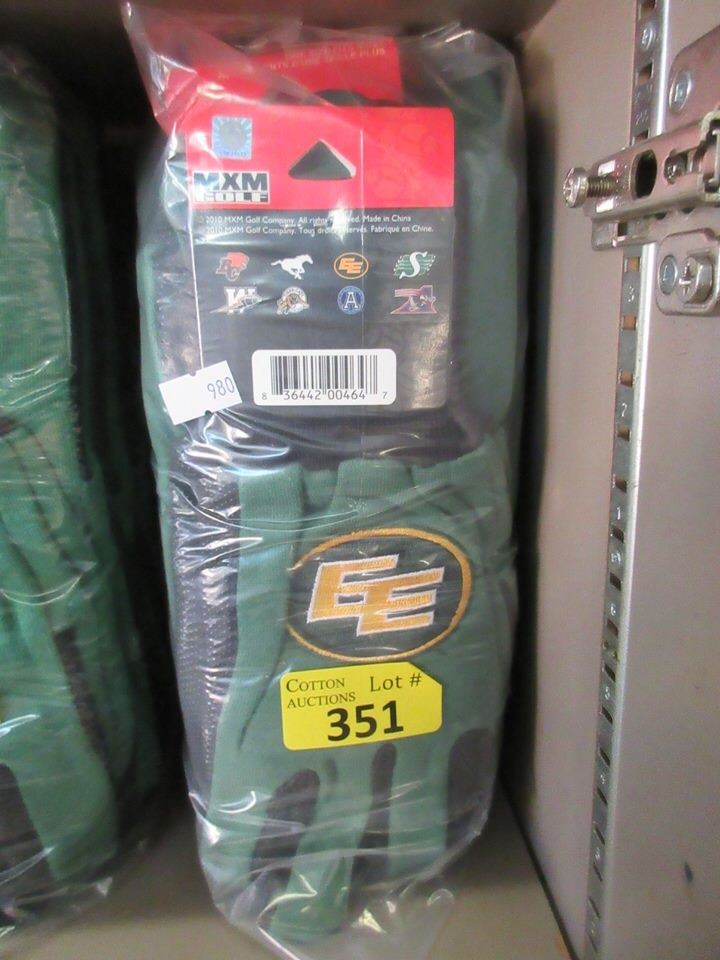 MXM
GOLF
© 2010 MXM Golf Company. All rights reserved. Made in China
© 2010 MXM Golf Company. Tous droits réservés. Fabriqué en Chine.
EE S
W A A
980
8 36442 00464 7
EE
COTTON AUCTIONS Lot #
351